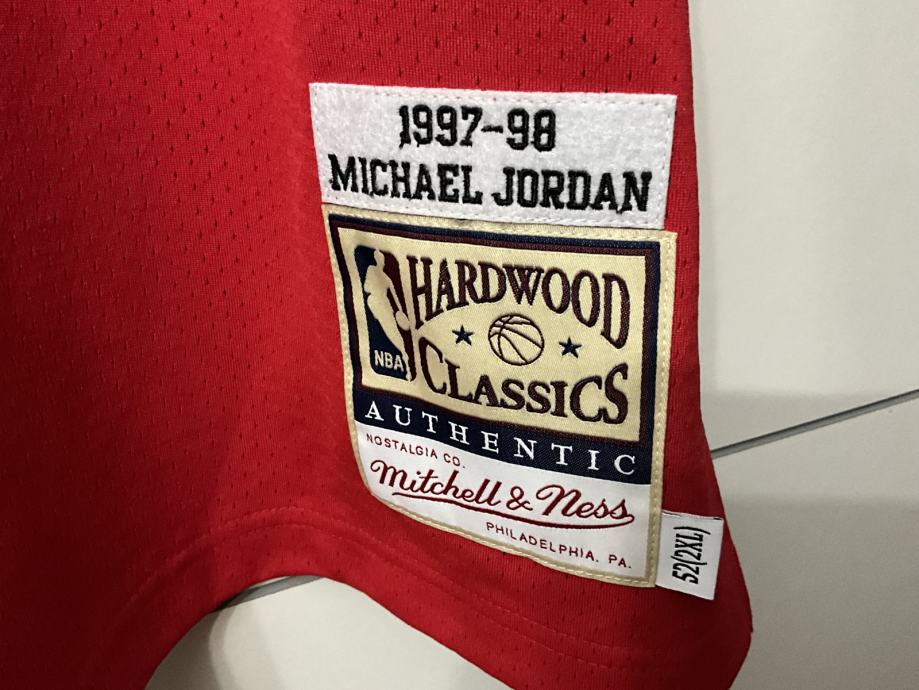 1997-98
MICHAEL JORDAN
HARDWOOD
NBA
CLASSICS
AUTHENTIC
NOSTALGIA CO.
Mitchell & Ness
PHILADELPHIA, PA.
52(2XL)